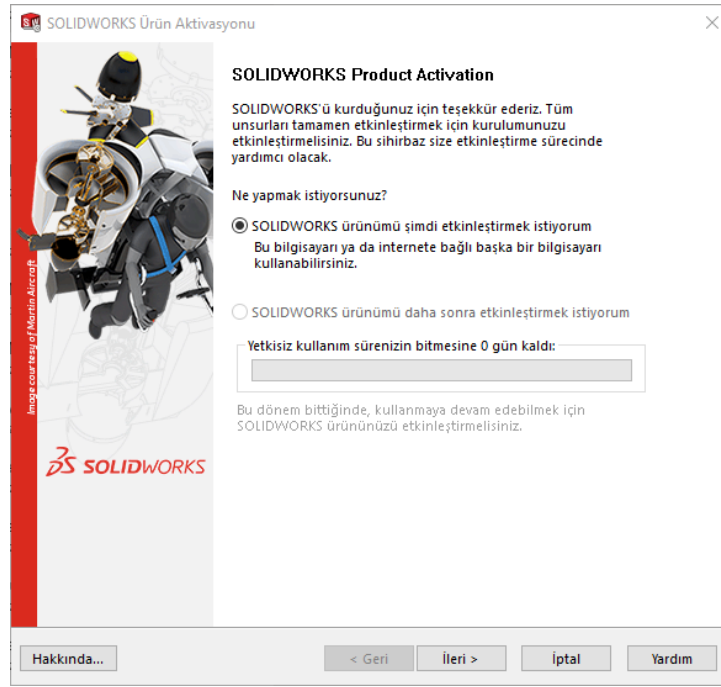 SOLIDWORKS Ürün Aktivasyonu
SOLIDWORKS Product Activation
SOLIDWORKS'ü kurduğunuz için teşekkür ederiz. Tüm
unsurları tamamen etkinleştirmek için kurulumunuzu
etkinleştirmelisiniz. Bu sihirbaz size etkinleştirme sürecinde
yardımcı olacak.
Ne yapmak istiyorsunuz?
SOLIDWORKS ürünümü şimdi etkinleştirmek istiyorum
Bu bilgisayarı ya da internete bağlı başka bir bilgisayarı
kullanabilirsiniz.
SOLIDWORKS ürünümü daha sonra etkinleştirmek istiyorum
Yetkisiz kullanım sürenizin bitmesine 0 gün kaldı:
Bu dönem bittiğinde, kullanmaya devam edebilmek için
SOLIDWORKS ürününüzü etkinleştirmelisiniz.
Image courtesy of Martin Aircraft
SOLIDWORKS
Hakkında...
< Geri
İleri >
İptal
Yardım